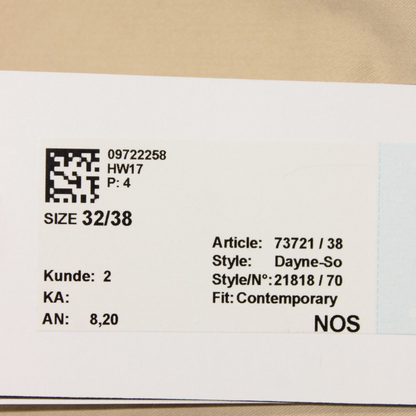 09722258
HW17
P: 4
SIZE 32/38
Article: 73721 / 38
Style: Dayne-So
Kunde: 2
Style/N°: 21818 / 70
KA:
Fit: Contemporary
AN: 8,20
NOS